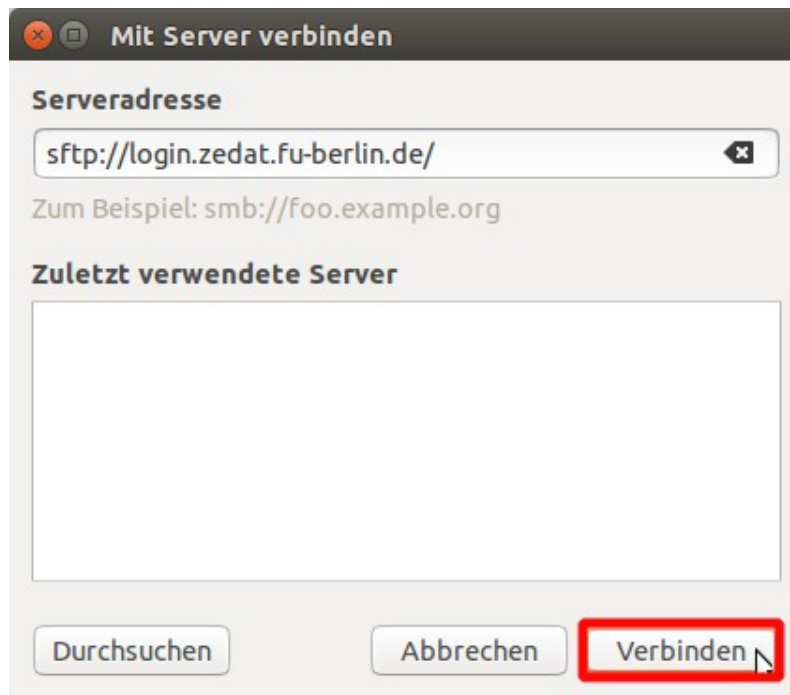 Mit Server verbinden
Serveradresse
sftp://login.zedat.fu-berlin.de/
Zum Beispiel: smb://foo.example.org
Zuletzt verwendete Server
Durchsuchen
Abbrechen
Verbinden